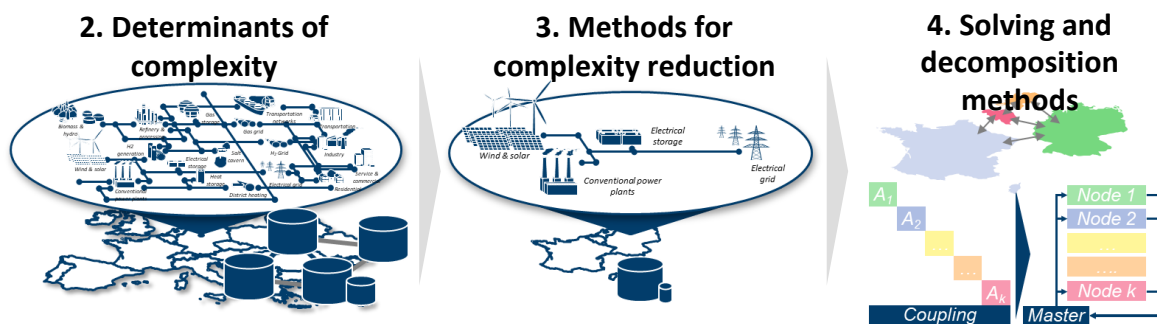 2. Determinants of
complexity
Biomas &
hydro
Refinery &
Gas
storage
Transportation
networks
Transportation
Gas grid
H2
generation
Salt
cavern
H₂ Grid
Industry
Wind & solar
Electrical
storage
Heat
storage
Electrical grid
Service &
commerce
Residential
Conventional
power plants
District heating
3. Methods for
complexity reduction
Wind & solar
Electrical
storage
Conventional power
plants
Electrical
grid
4. Solving and
decomposition
methods
A₁
A₂
...
...
Aₖ
Coupling
Node 1
Node 2
...
....
Node k
Master